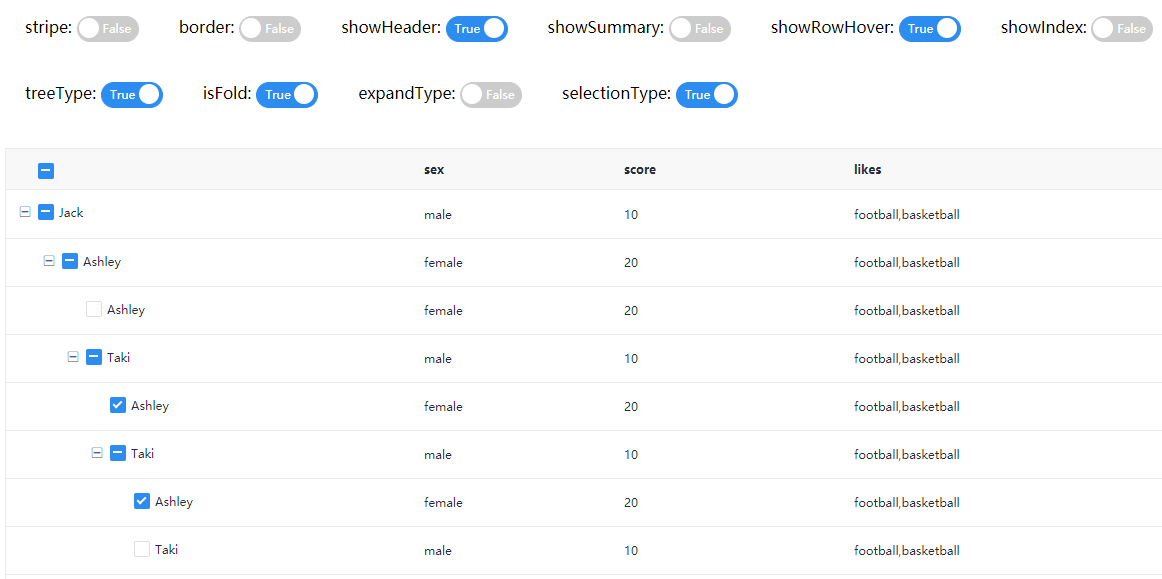 stripe: False border: False showHeader: True showSummary: False showRowHover: True showIndex: False
treeType: True isFold: True expandType: False selectionType: True
sex score likes
Jack male 10 football,basketball
Ashley female 20 football,basketball
Ashley female 20 football,basketball
Taki male 10 football,basketball
Ashley female 20 football,basketball
Taki male 10 football,basketball
Ashley female 20 football,basketball
Taki male 10 football,basketball